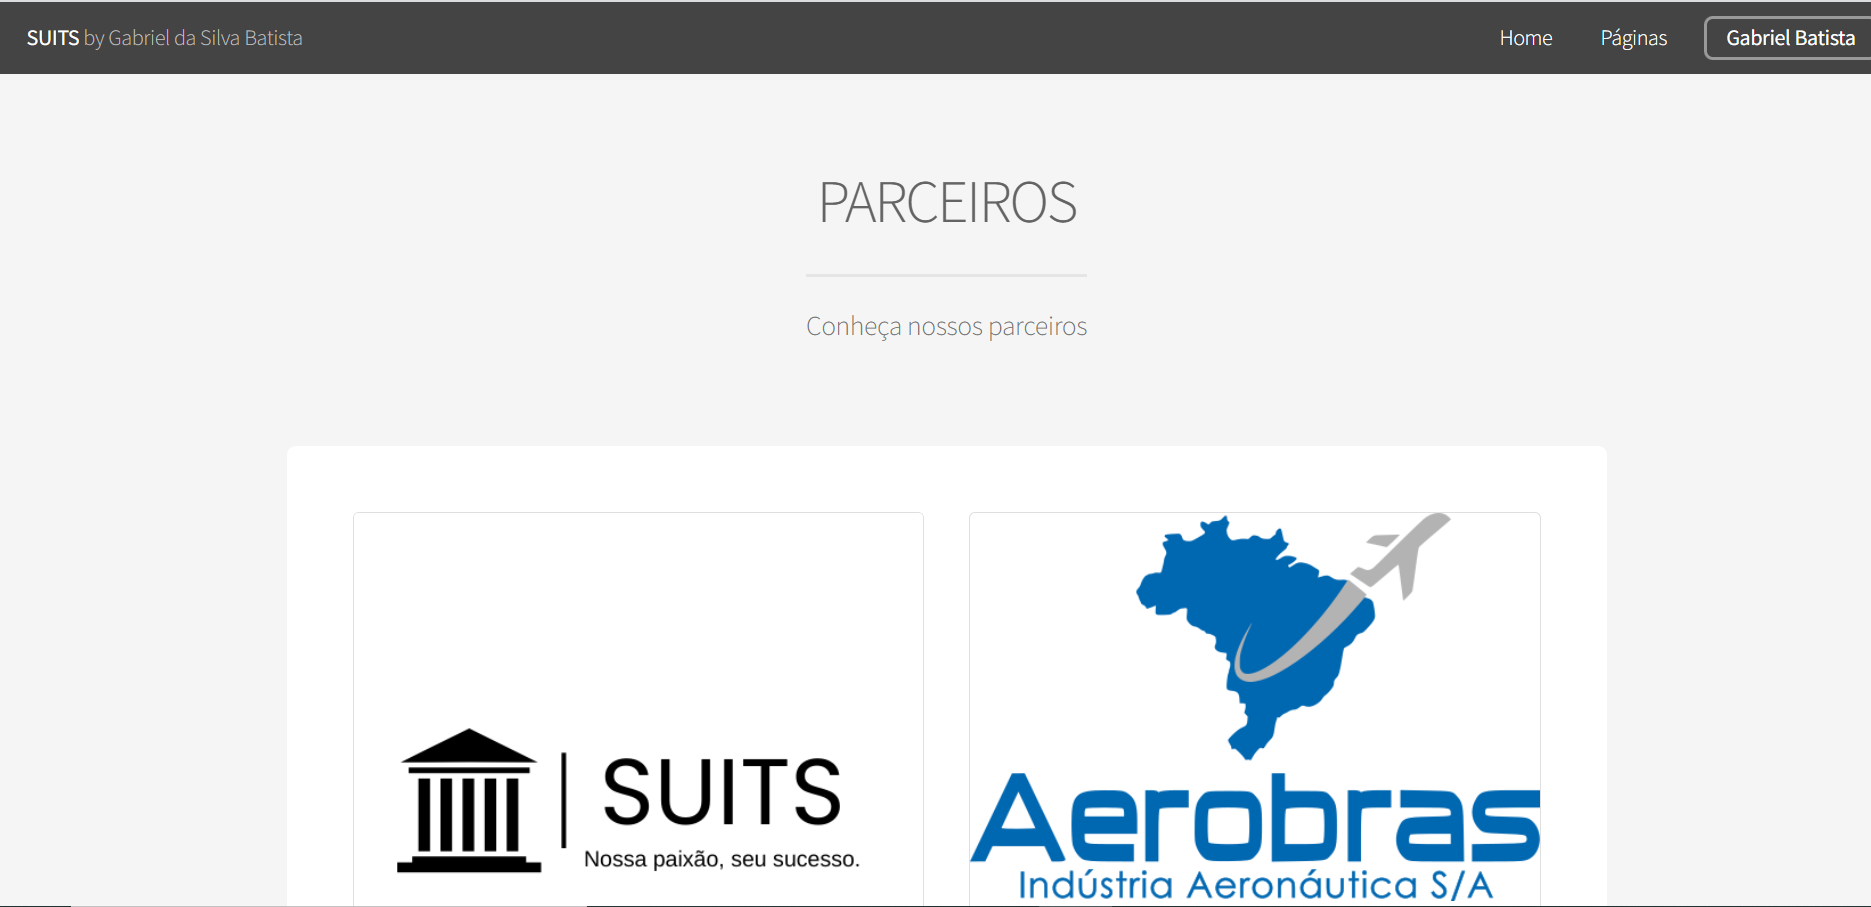 SUITS by Gabriel da Silva Batista
Home Páginas Gabriel Batista
PARCEIROS
Conheça nossos parceiros
SUITS
Nossa paixão, seu sucesso.
Aerobras
Indústria Aeronáutica S/A